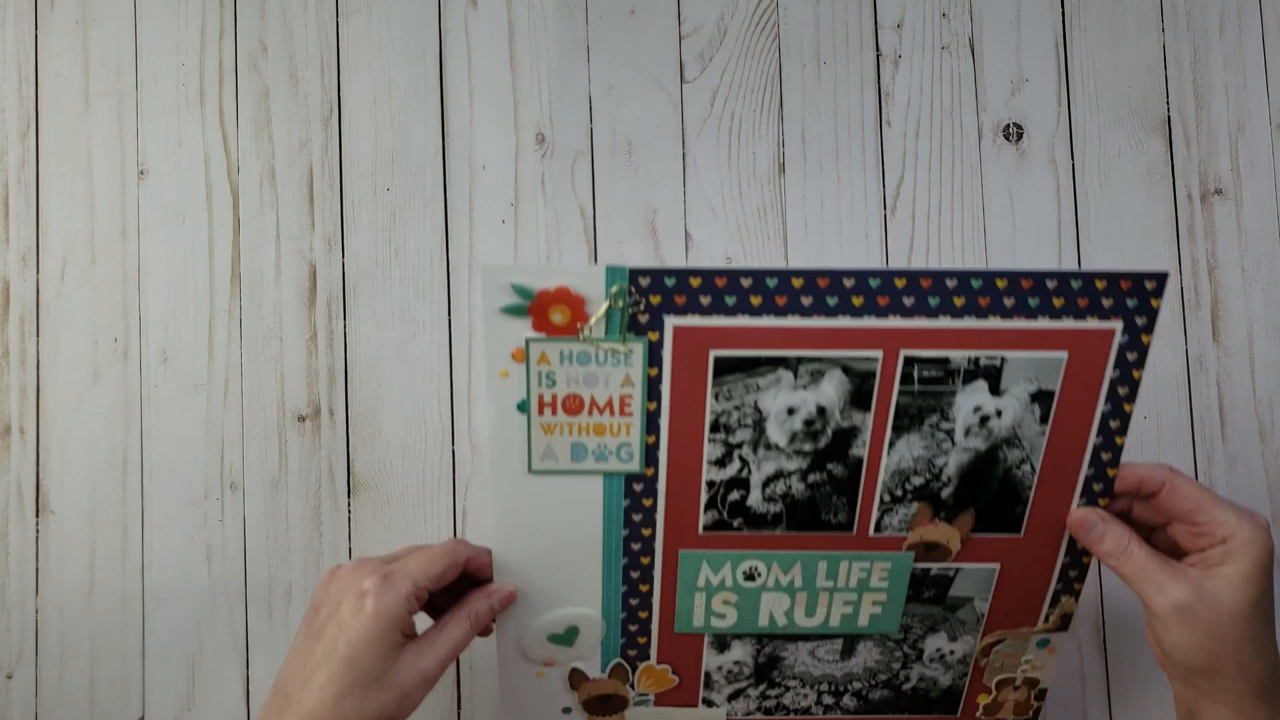 A HOUSE
IS NOT A
HOME
WITHOUT
A DOG
MOM LIFE
IS RUFF